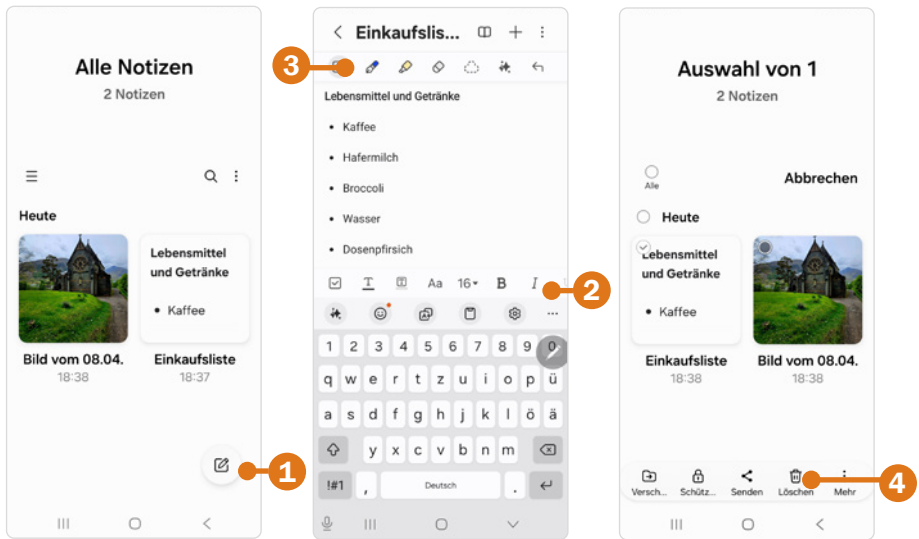 Alle Notizen
2 Notizen
Heute
Lebensmittel
und Getränke
• Kaffee
Bild vom 08.04.
18:38
Einkaufsliste
18:37
1
Einkaufslis...
3
Lebensmittel und Getränke
• Kaffee
• Hafermilch
• Broccoli
• Wasser
• Dosenpfirsich
T T Aa 16 B I
2
1 2 3 4 5 6 7 8 9 0
q w e r t z u i o p ü
a s d f g h j k l ö ä
y x c v b n m
!#1 , Deutsch .
Auswahl von 1
2 Notizen
Alle
Abbrechen
Heute
Lebensmittel
und Getränke
• Kaffee
Einkaufsliste
18:38
Bild vom 08.04.
18:38
4
Versch... Schütz... Senden Löschen Mehr